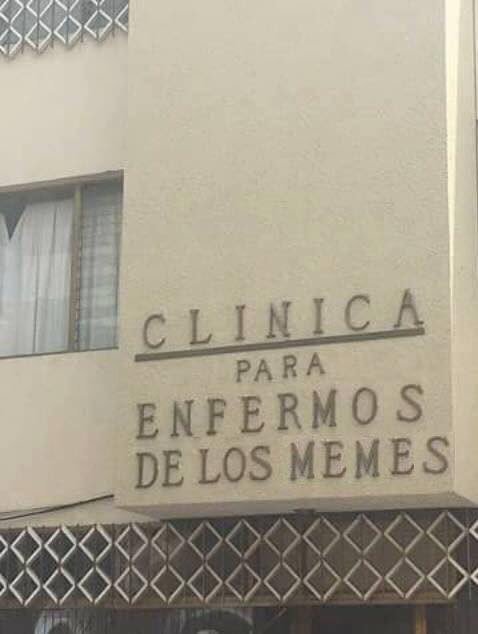 CLINICA
PARA
ENFERMOS
DE LOS MEMES